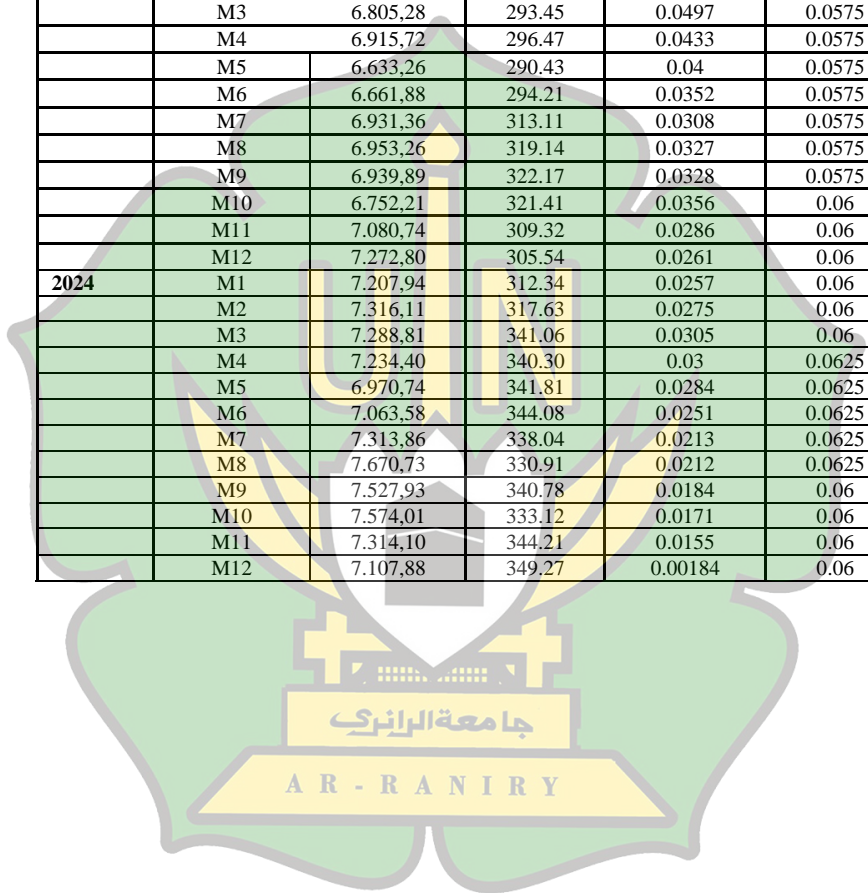 M3 6.805,28 293.45 0.0497 0.0575
M4 6.915,72 296.47 0.0433 0.0575
M5 6.633,26 290.43 0.04 0.0575
M6 6.661,88 294.21 0.0352 0.0575
M7 6.931,36 313.11 0.0308 0.0575
M8 6.953,26 319.14 0.0327 0.0575
M9 6.939,89 322.17 0.0328 0.0575
M10 6.752,21 321.41 0.0356 0.06
M11 7.080,74 309.32 0.0286 0.06
M12 7.272,80 305.54 0.0261 0.06
2024 M1 7.207,94 312.34 0.0257 0.06
M2 7.316,11 317.63 0.0275 0.06
M3 7.288,81 341.06 0.0305 0.06
M4 7.234,40 340.30 0.03 0.0625
M5 6.970,74 341.81 0.0284 0.0625
M6 7.063,58 344.08 0.0251 0.0625
M7 7.313,86 338.04 0.0213 0.0625
M8 7.670,73 330.91 0.0212 0.0625
M9 7.527,93 340.78 0.0184 0.06
M10 7.574,01 333.12 0.0171 0.06
M11 7.314,10 344.21 0.0155 0.06
M12 7.107,88 349.27 0.00184 0.06
UIN
جامعةالرانري
AR-RANIRY